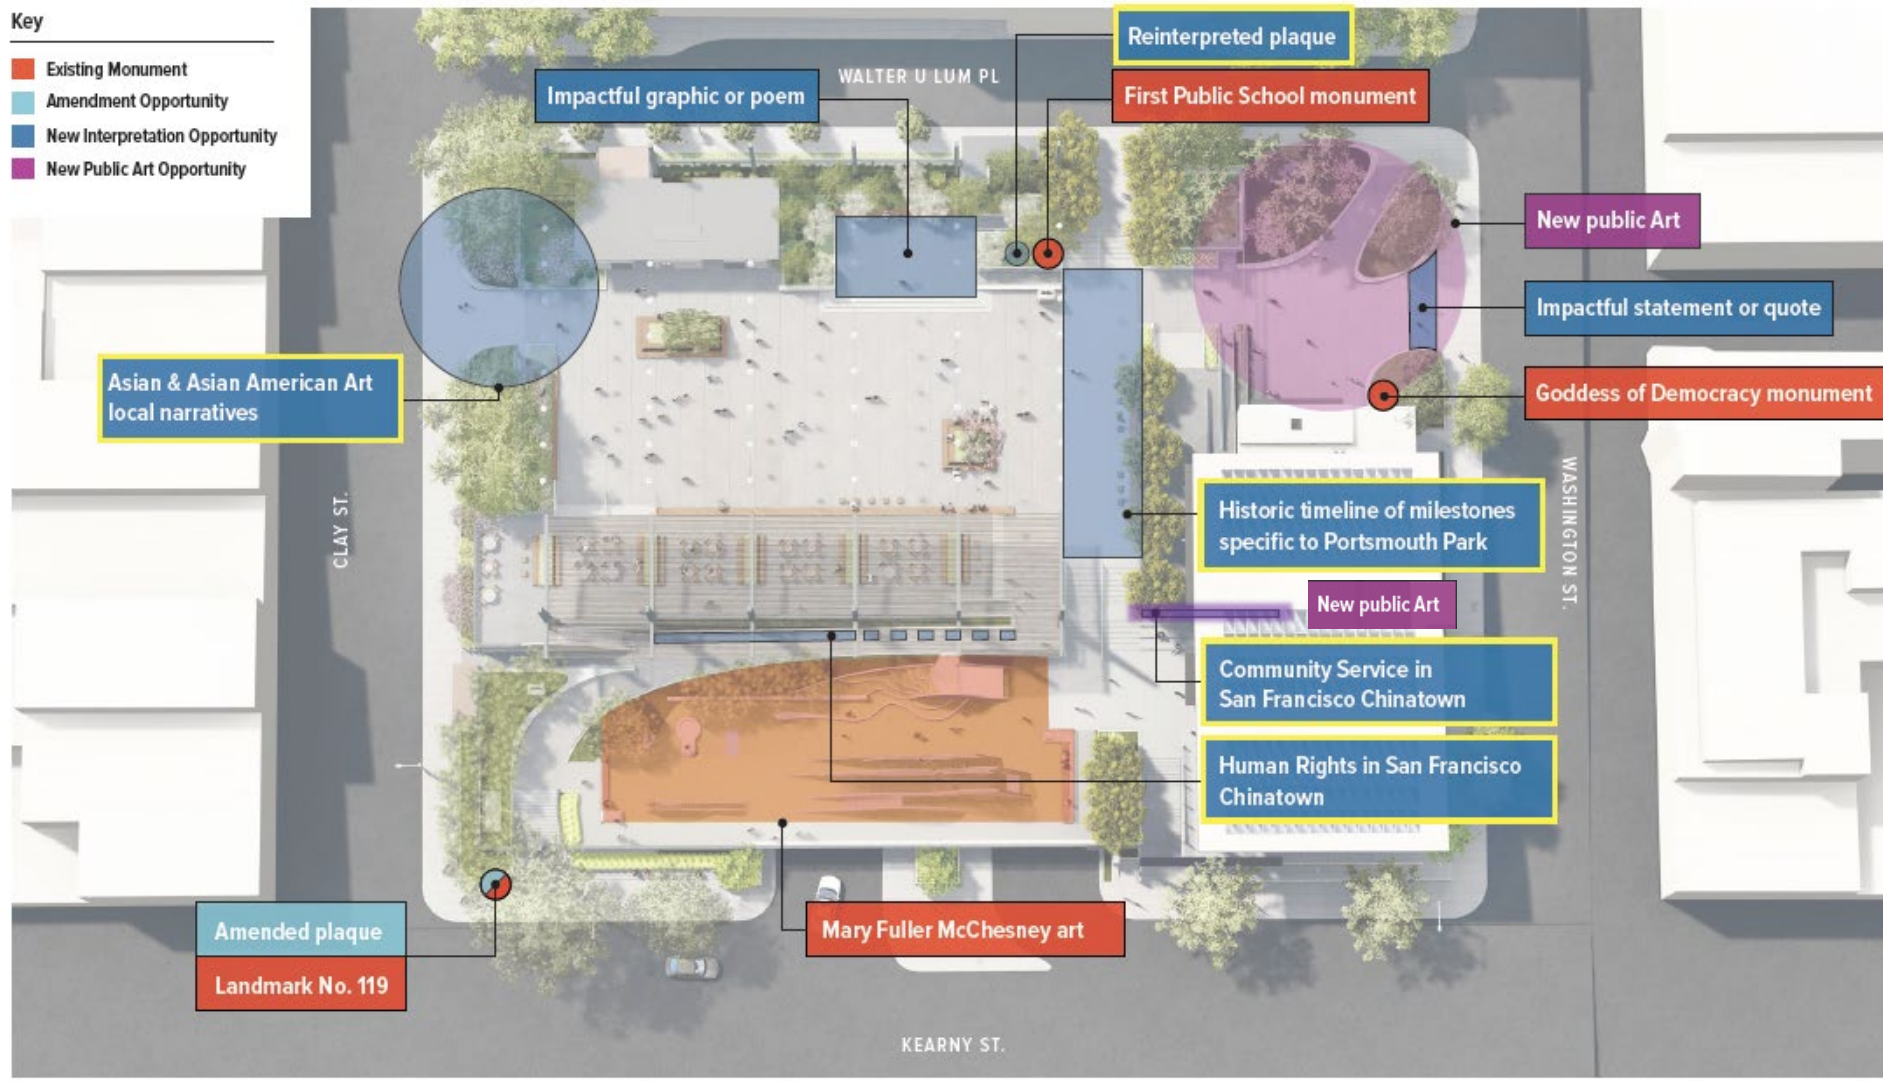 Key
Existing Monument
Amendment Opportunity
New Interpretation Opportunity
New Public Art Opportunity
Reinterpreted plaque
WALTER U LUM PL
Impactful graphic or poem
First Public School monument
New public Art
Impactful statement or quote
Asian & Asian American Art
local narratives
Goddess of Democracy monument
CLAY ST.
WASHINGTON ST.
Historic timeline of milestones
specific to Portsmouth Park
New public Art
Community Service in
San Francisco Chinatown
Human Rights in San Francisco
Chinatown
Amended plaque
Landmark No. 119
Mary Fuller McChesney art
KEARNY ST.